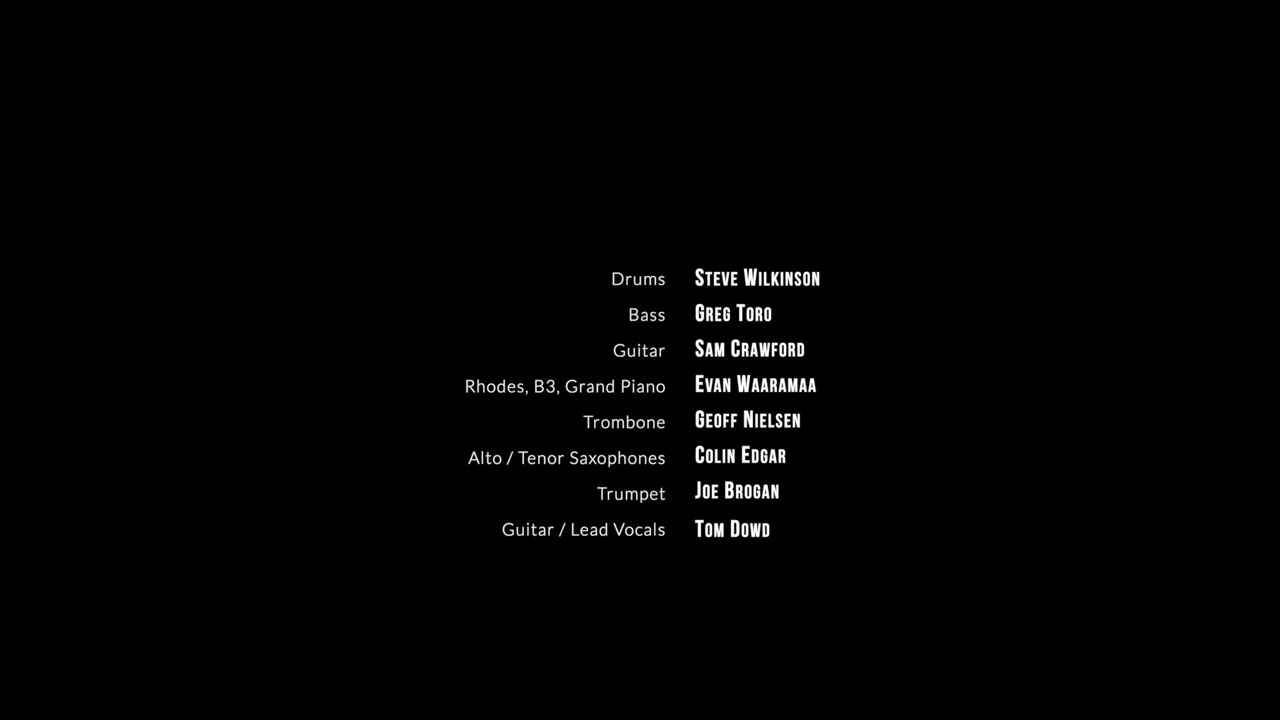 Drums Steve Wilkinson
Bass Greg Toro
Guitar Sam Crawford
Rhodes, B3, Grand Piano Evan Waaramaa
Trombone Geoff Nielsen
Alto / Tenor Saxophones Colin Edgar
Trumpet Joe Brogan
Guitar / Lead Vocals Tom Dowd